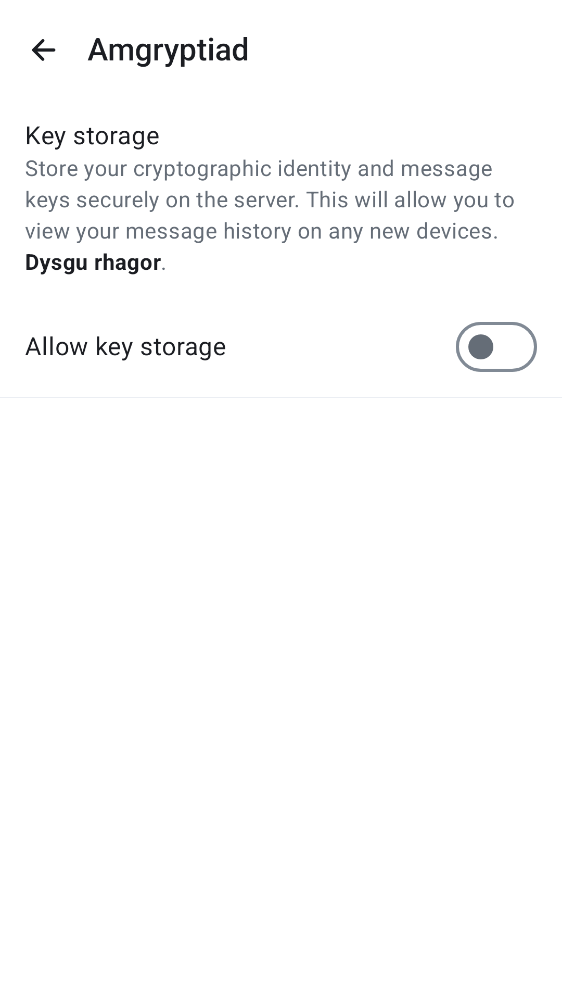 Amgryptiad
Key storage
Store your cryptographic identity and message
keys securely on the server. This will allow you to
view your message history on any new devices.
Dysgu rhagor.
Allow key storage